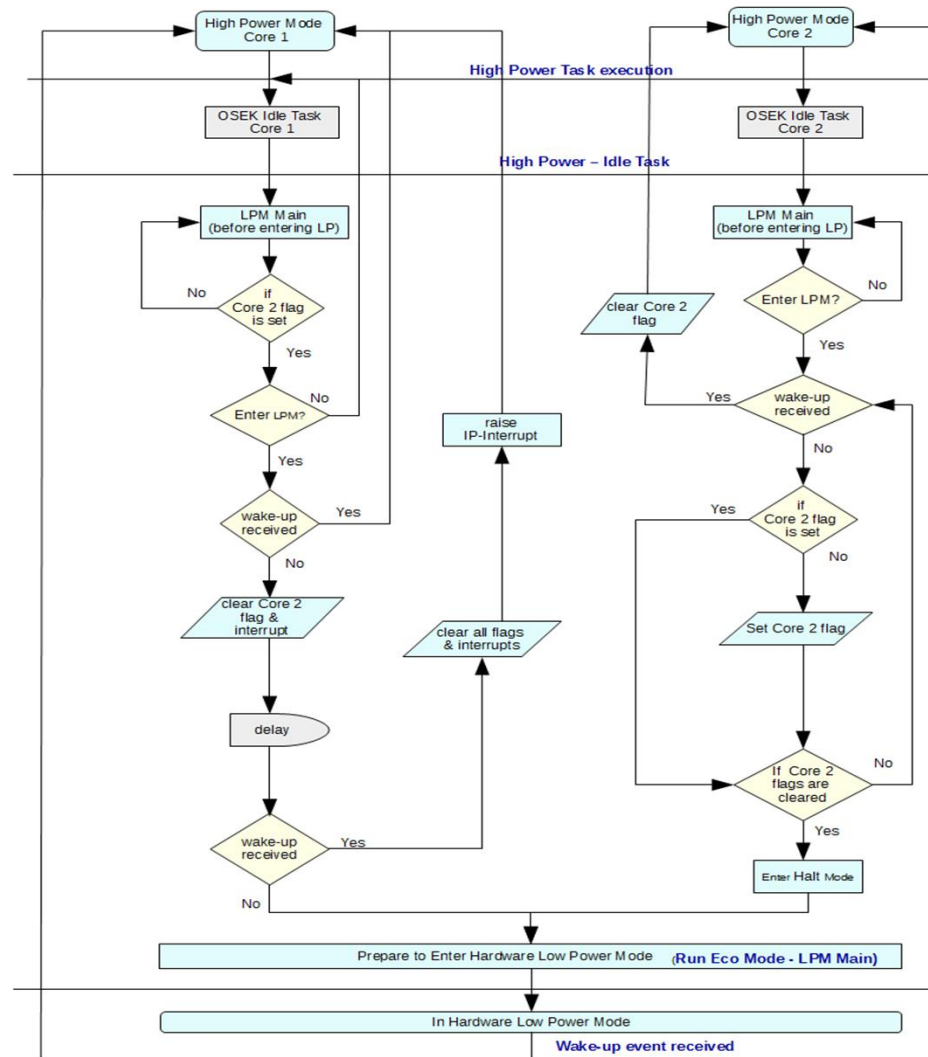 High Power Mode
Core 1
High Power Mode
Core 2
High Power Task execution
OSEK Idle Task
Core 1
OSEK Idle Task
Core 2
High Power – Idle Task
LPM Main
(before entering LP)
LPM Main
(before entering LP)
No
if
Core 2 flag
is set
Yes
clear Core 2
flag
Enter LPM?
No
Yes
Enter LPM?
No
Yes
raise
IP-Interrupt
Yes
wake-up
received
No
wake-up
received
Yes
No
Yes
if
Core 2 flag
is set
No
clear Core 2
flag &
interrupt
clear all flags
& interrupts
Set Core 2 flag
delay
If Core 2
flags are
cleared
No
Yes
wake-up
received
Yes
No
Enter Halt Mode
Prepare to Enter Hardware Low Power Mode (Run Eco Mode - LPM Main)
In Hardware Low Power Mode
Wake-up event received